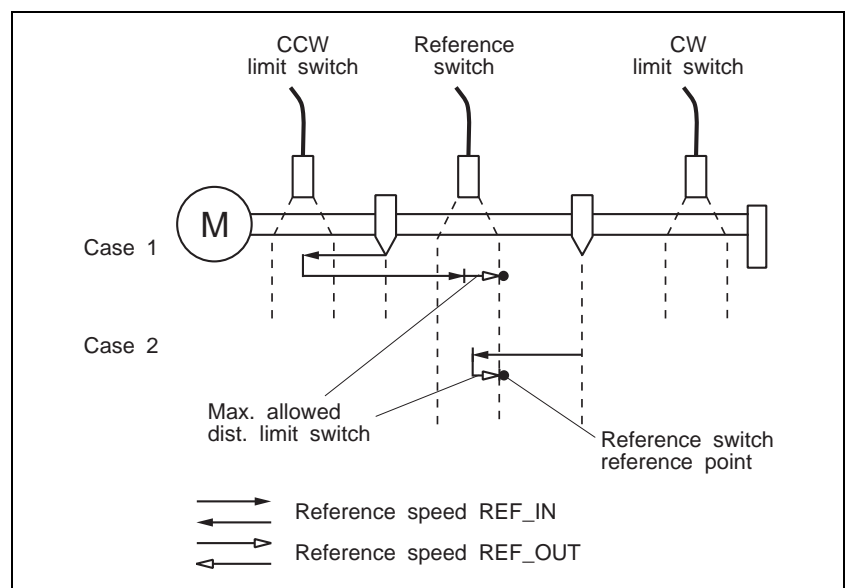 CCW
limit switch
Reference
switch
CW
limit switch
M
Case 1
Case 2
Max. allowed
dist. limit switch
Reference switch
reference point
Reference speed REF_IN
Reference speed REF_OUT